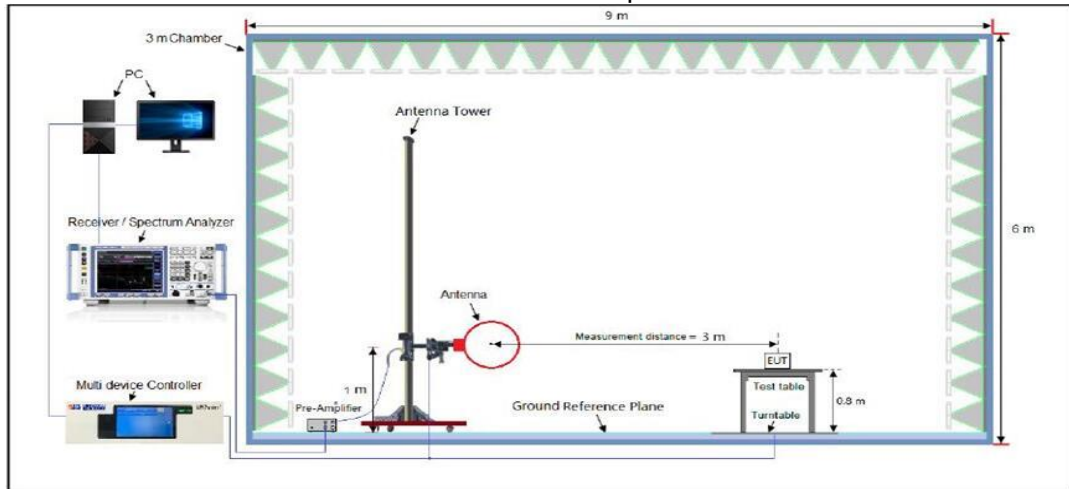 9 m
3 m Chamber
PC
Antenna Tower
Receiver / Spectrum Analyzer
6 m
Antenna
Measurement distance = 3 m
EUT
Multi device Controller
1 m
Test table
0.8 m
Pre-Amplifier
Ground Reference Plane
Turntable